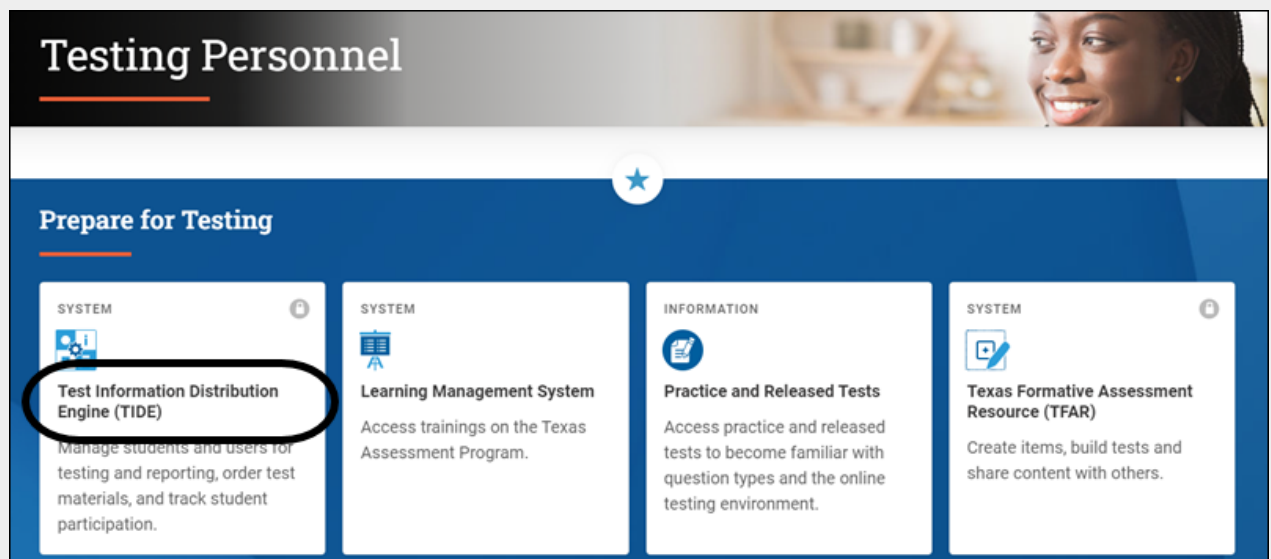 Testing Personnel
Prepare for Testing
SYSTEM
Test Information Distribution
Engine (TIDE)
Manage students and users for
testing and reporting, order test
materials, and track student
participation.
SYSTEM
Learning Management System
Access trainings on the Texas
Assessment Program.
INFORMATION
Practice and Released Tests
Access practice and released
tests to become familiar with
question types and the online
testing environment.
SYSTEM
Texas Formative Assessment
Resource (TFAR)
Create items, build tests and
share content with others.